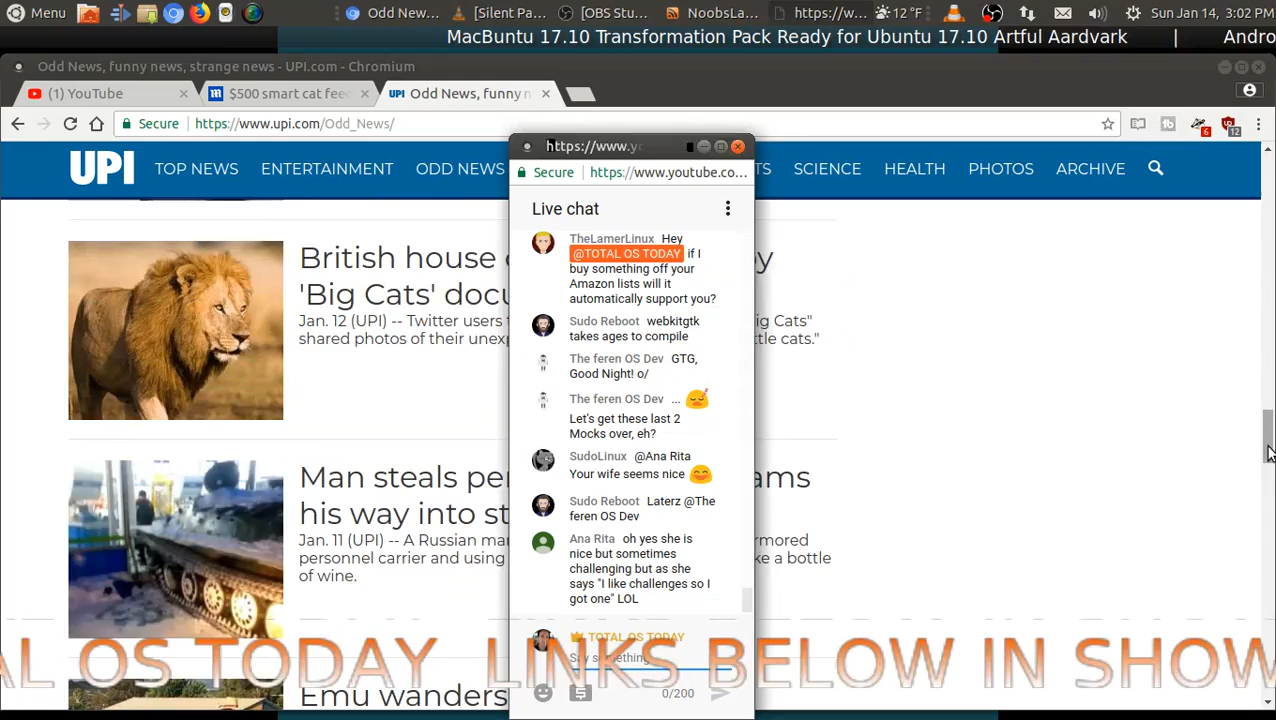 Menu
Odd New...
[Silent Pa...
[OBS Stu...
NoobsLa...
https://w...
12 °F
Sun Jan 14, 3:02 PM
MacBuntu 17.10 Transformation Pack Ready for Ubuntu 17.10 Artful Aardvark | Andro
Odd News, funny news, strange news - UPI.com - Chromium
(1) YouTube
$500 smart cat fee
UPI Odd News, funny n
Secure https://www.upi.com/Odd_News/
6
12
UPI TOP NEWS ENTERTAINMENT ODD NEWS TS SCIENCE HEALTH PHOTOS ARCHIVE
https://www.yo
Secure https://www.youtube.co...
Live chat
TheLamerLinux Hey
@TOTAL OS TODAY if I
buy something off your
Amazon lists will it
automatically support you?
Sudo Reboot webkitgtk
takes ages to compile
The feren OS Dev GTG,
Good Night! o/
The feren OS Dev ...
Let's get these last 2
Mocks over, eh?
SudoLinux @Ana Rita
Your wife seems nice
Sudo Reboot Laterz @The
feren OS Dev
Ana Rita oh yes she is
nice but sometimes
challenging but as she
says "I like challenges so I
got one" LOL
TOTAL OS TODAY
Say something
0/200
British house y
'Big Cats' docu
Jan. 12 (UPI) -- Twitter users t ig Cats"
shared photos of their unexp tle cats."
Man steals per ams
his way into st
Jan. 11 (UPI) -- A Russian ma rmored
personnel carrier and using ke a bottle
of wine.
Emu wanders
AL OS TODAY LINKS BELOW IN SHOW